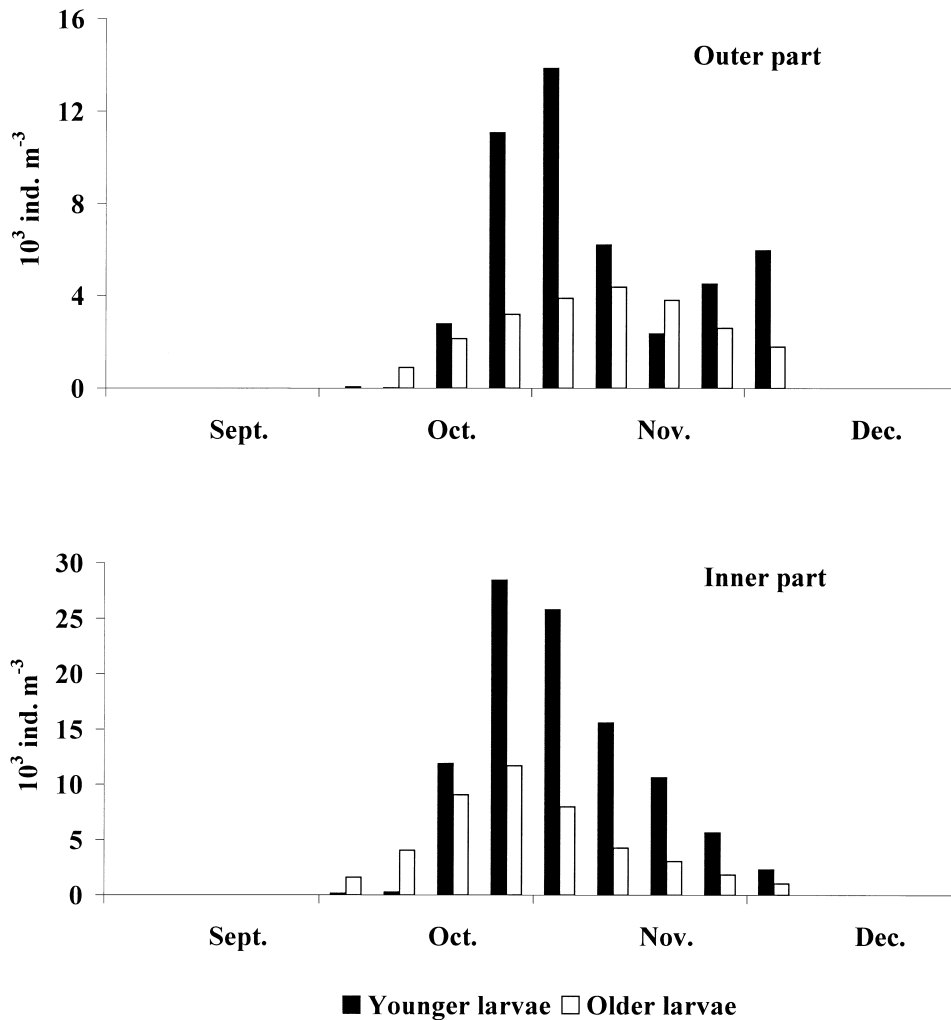 16
Outer part
12
8
4
0
10³ ind. m⁻³
Sept. Oct. Nov. Dec.
30
Inner part
25
20
15
10
5
0
10³ ind. m⁻³
Sept. Oct. Nov. Dec.
Younger larvae Older larvae